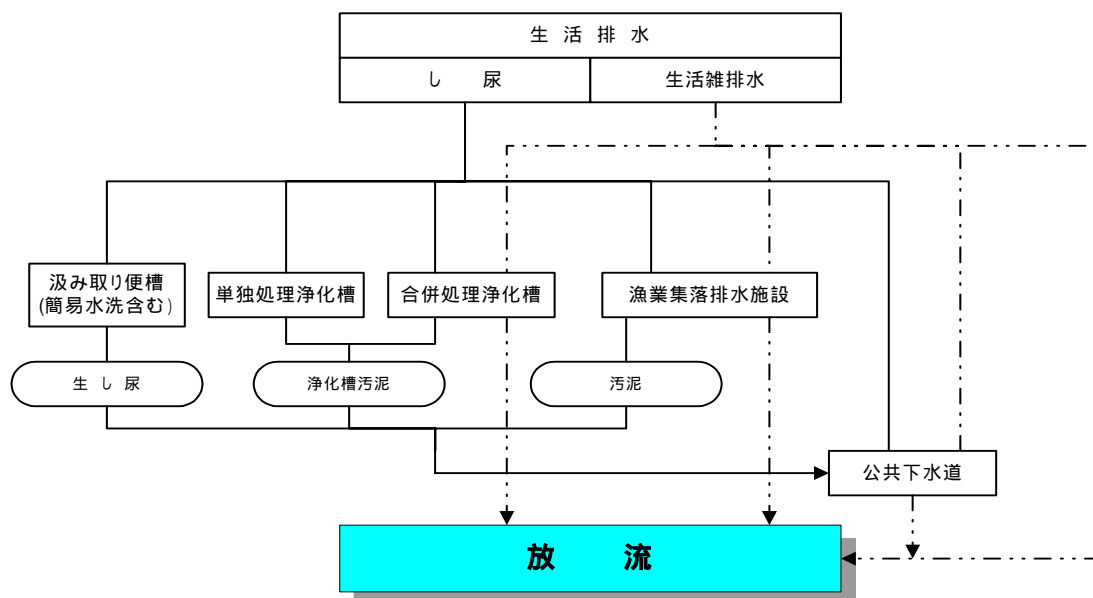 生 活 排 水
し 尿
生活雑排水
汲み取り便槽
(簡易水洗含む)
単独処理浄化槽
合併処理浄化槽
漁業集落排水施設
生 し 尿
浄化槽汚泥
汚泥
公共下水道
放 流